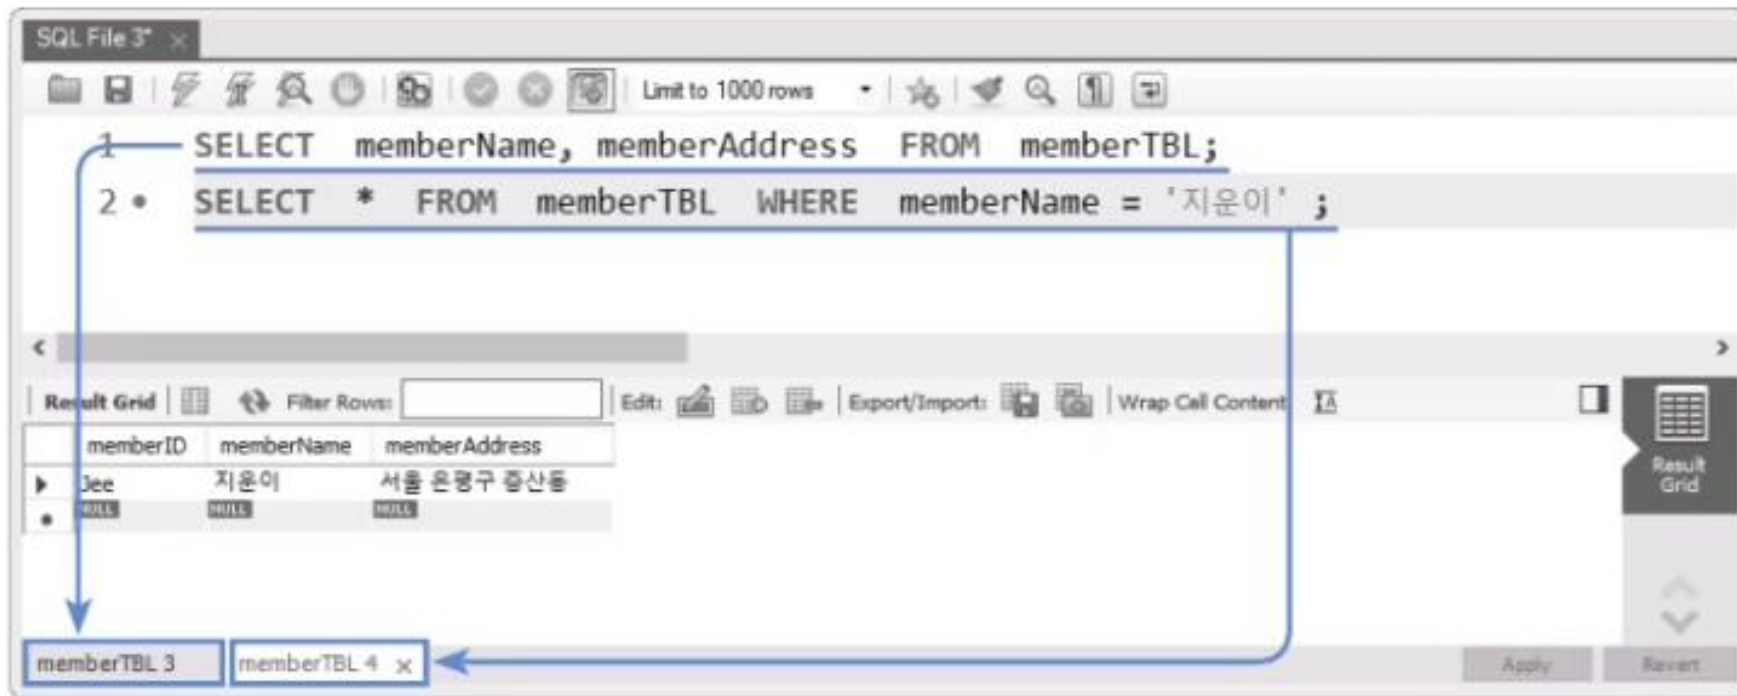 SQL File 3*
Limit to 1000 rows
1 SELECT memberName, memberAddress FROM memberTBL;
2 SELECT * FROM memberTBL WHERE memberName = '지운이' ;
Result Grid Filter Rows: Edit: Export/Import: Wrap Cell Content:
memberID memberName memberAddress
Jee 지운이 서울 은평구 증산동
NULL NULL NULL
Result
Grid
memberTBL 3 memberTBL 4 Apply Revert